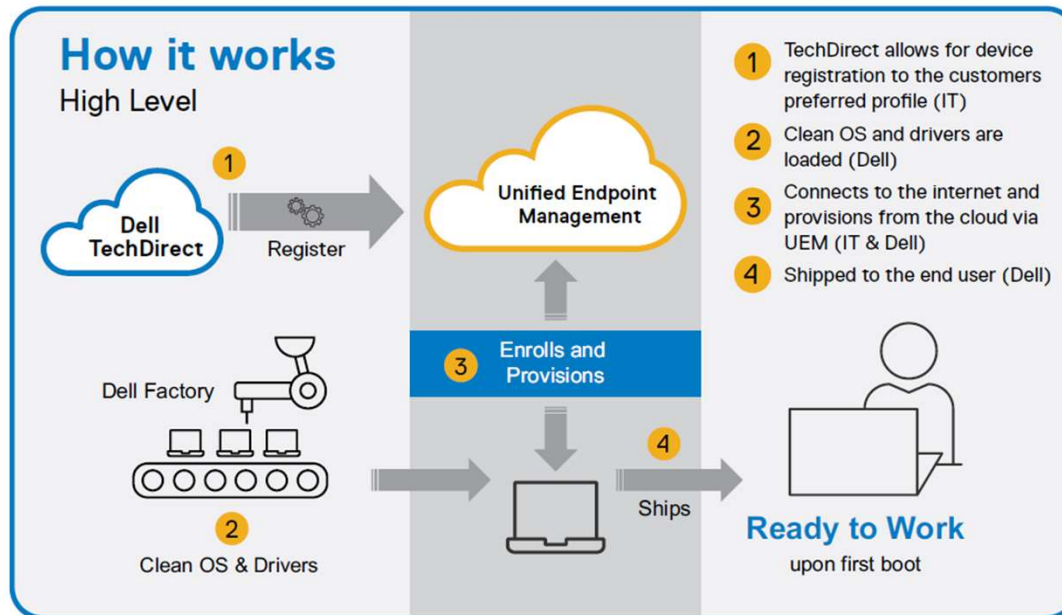 How it works
High Level
1
Dell
TechDirect
Register
Unified Endpoint
Management
1
TechDirect allows for device
registration to the customers
preferred profile (IT)
2
Clean OS and drivers are
loaded (Dell)
3
Connects to the internet and
provisions from the cloud via
UEM (IT & Dell)
4
Shipped to the end user (Dell)
3
Enrolls and
Provisions
Dell Factory
2
Clean OS & Drivers
4
Ships
Ready to Work
upon first boot